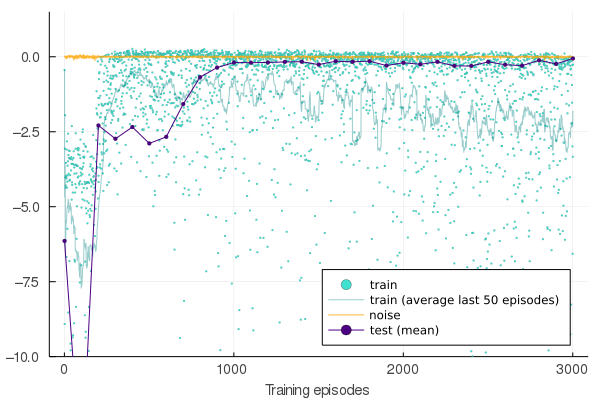 0.0
−2.5
−5.0
−7.5
−10.0
train
train (average last 50 episodes)
noise
test (mean)
0 1000 2000 3000
Training episodes